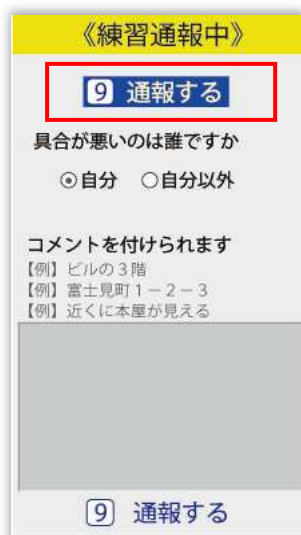 《練習通報中》
9 通報する
具合が悪いのは誰ですか
◉自分 ○自分以外
コメントを付けられます
【例】ビルの3階
【例】富士見町1-2-3
【例】近くに本屋が見える
9 通報する